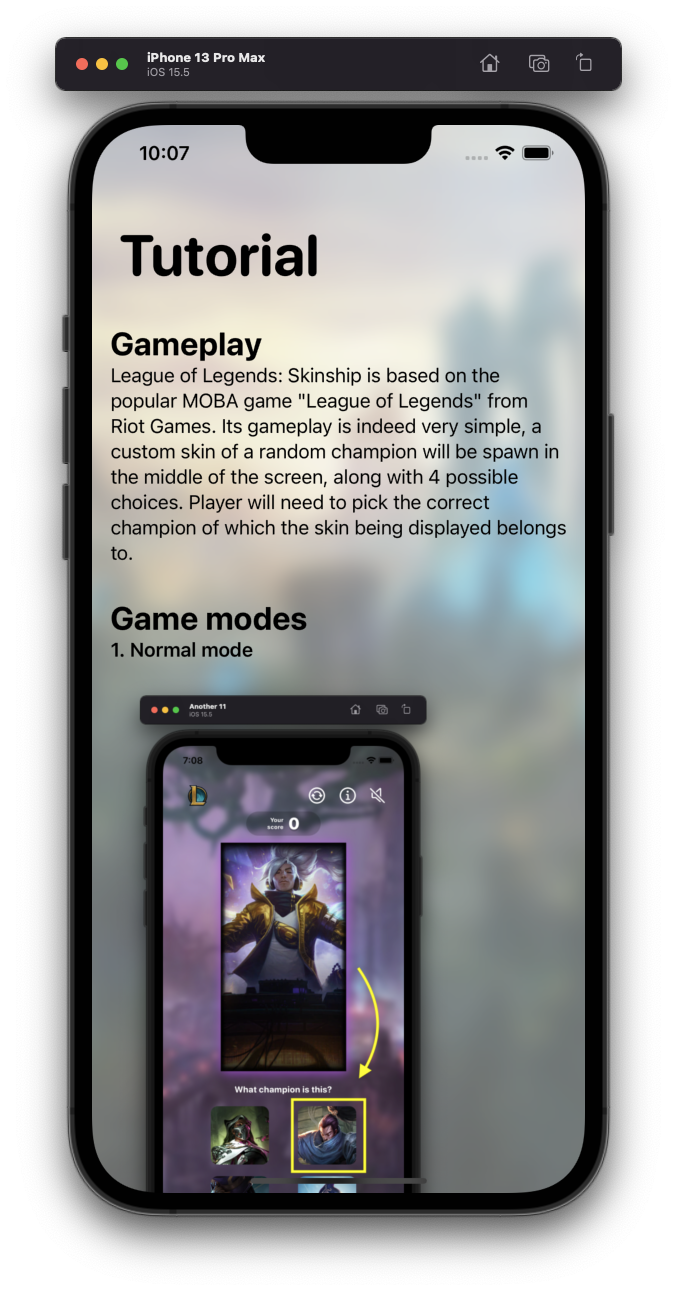 iPhone 13 Pro Max
iOS 15.5
10:07
Tutorial
Gameplay
League of Legends: Skinship is based on the
popular MOBA game "League of Legends" from
Riot Games. Its gameplay is indeed very simple, a
custom skin of a random champion will be spawn in
the middle of the screen, along with 4 possible
choices. Player will need to pick the correct
champion of which the skin being displayed belongs
to.
Game modes
1. Normal mode
Another 11
iOS 15.5
7:08
Your
score 0
What champion is this?